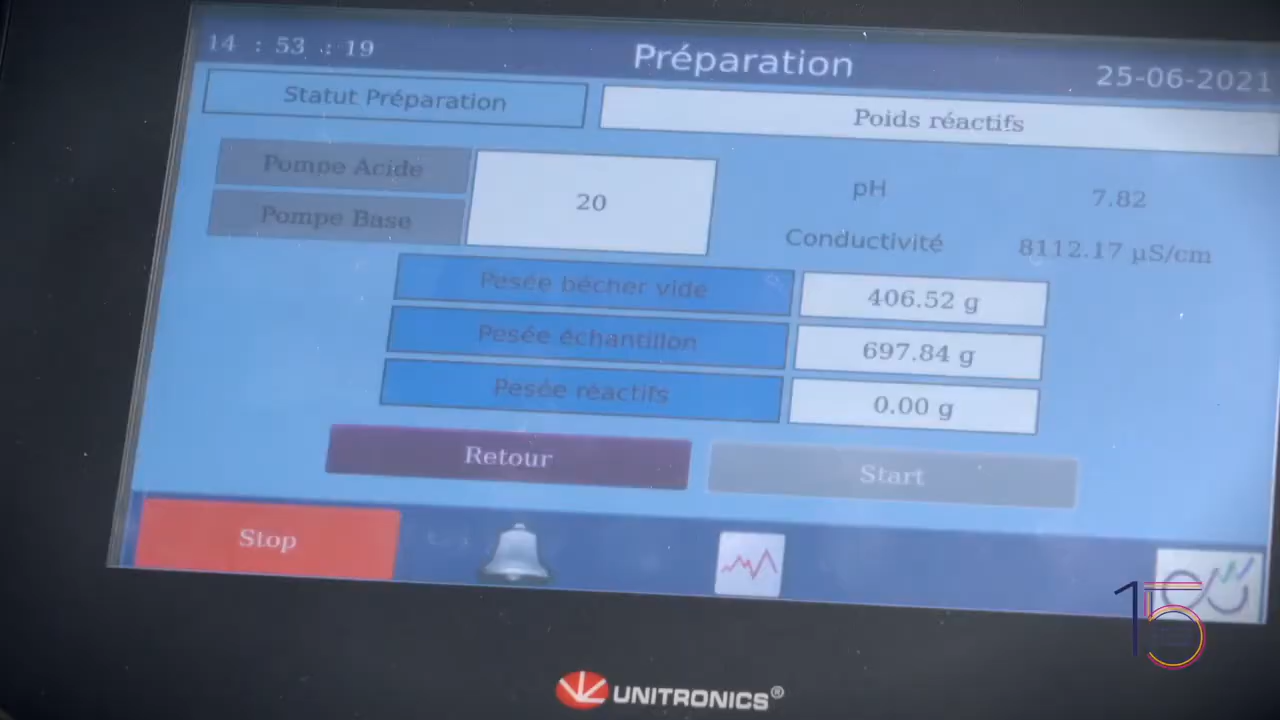 14 : 53 : 19
Préparation
25-06-2021
Statut Préparation
Poids réactifs
Pompe Acide
20
pH
7.82
Pompe Base
Conductivité
8112.17 µS/cm
Pesée bécher vide
406.52 g
Pesée échantillon
697.84 g
Pesée réactifs
0.00 g
Retour
Start
Stop
15
UNITRONICS®